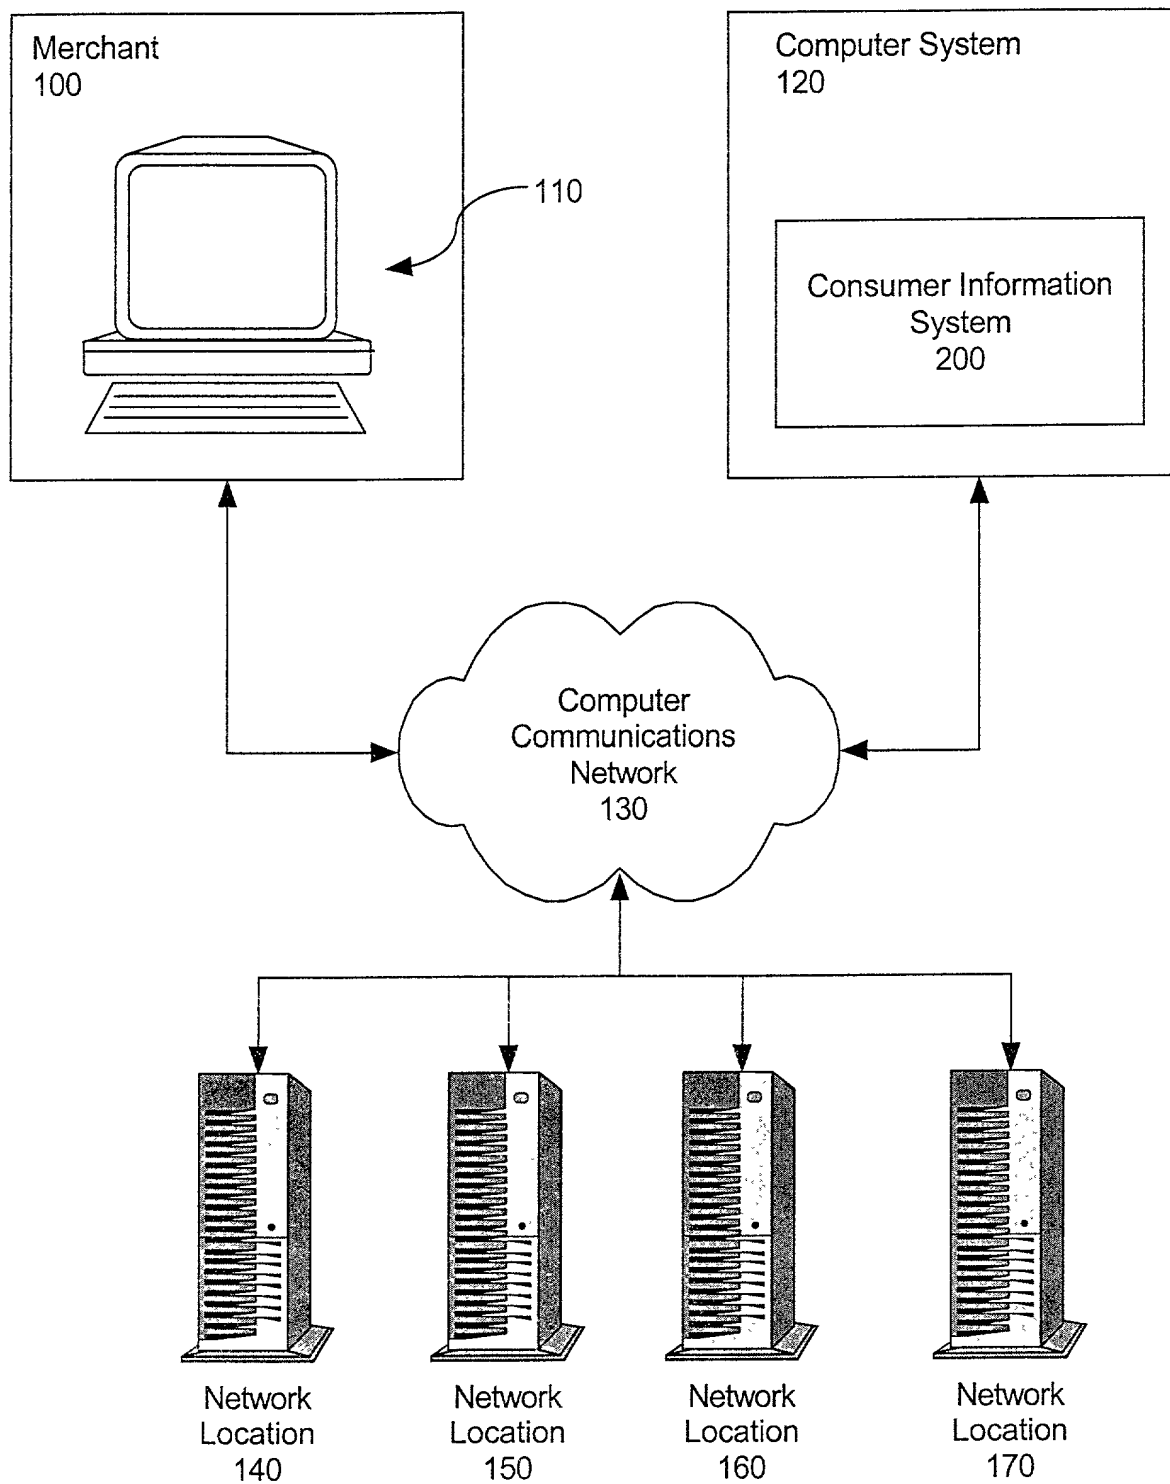 Merchant
100
Computer System
120
110
Consumer Information
System
200
Computer
Communications
Network
130
Network
Location
140
Network
Location
150
Network
Location
160
Network
Location
170